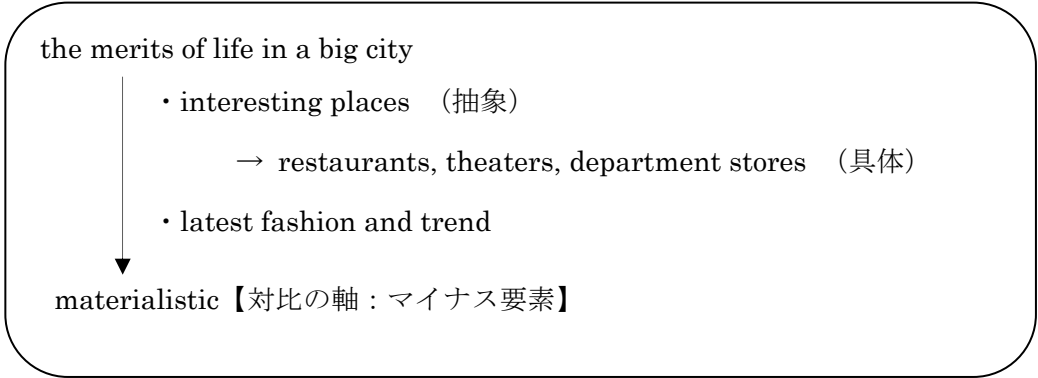 the merits of life in a big city
・interesting places （抽象）
→ restaurants, theaters, department stores （具体）
・latest fashion and trend
materialistic【対比の軸：マイナス要素】